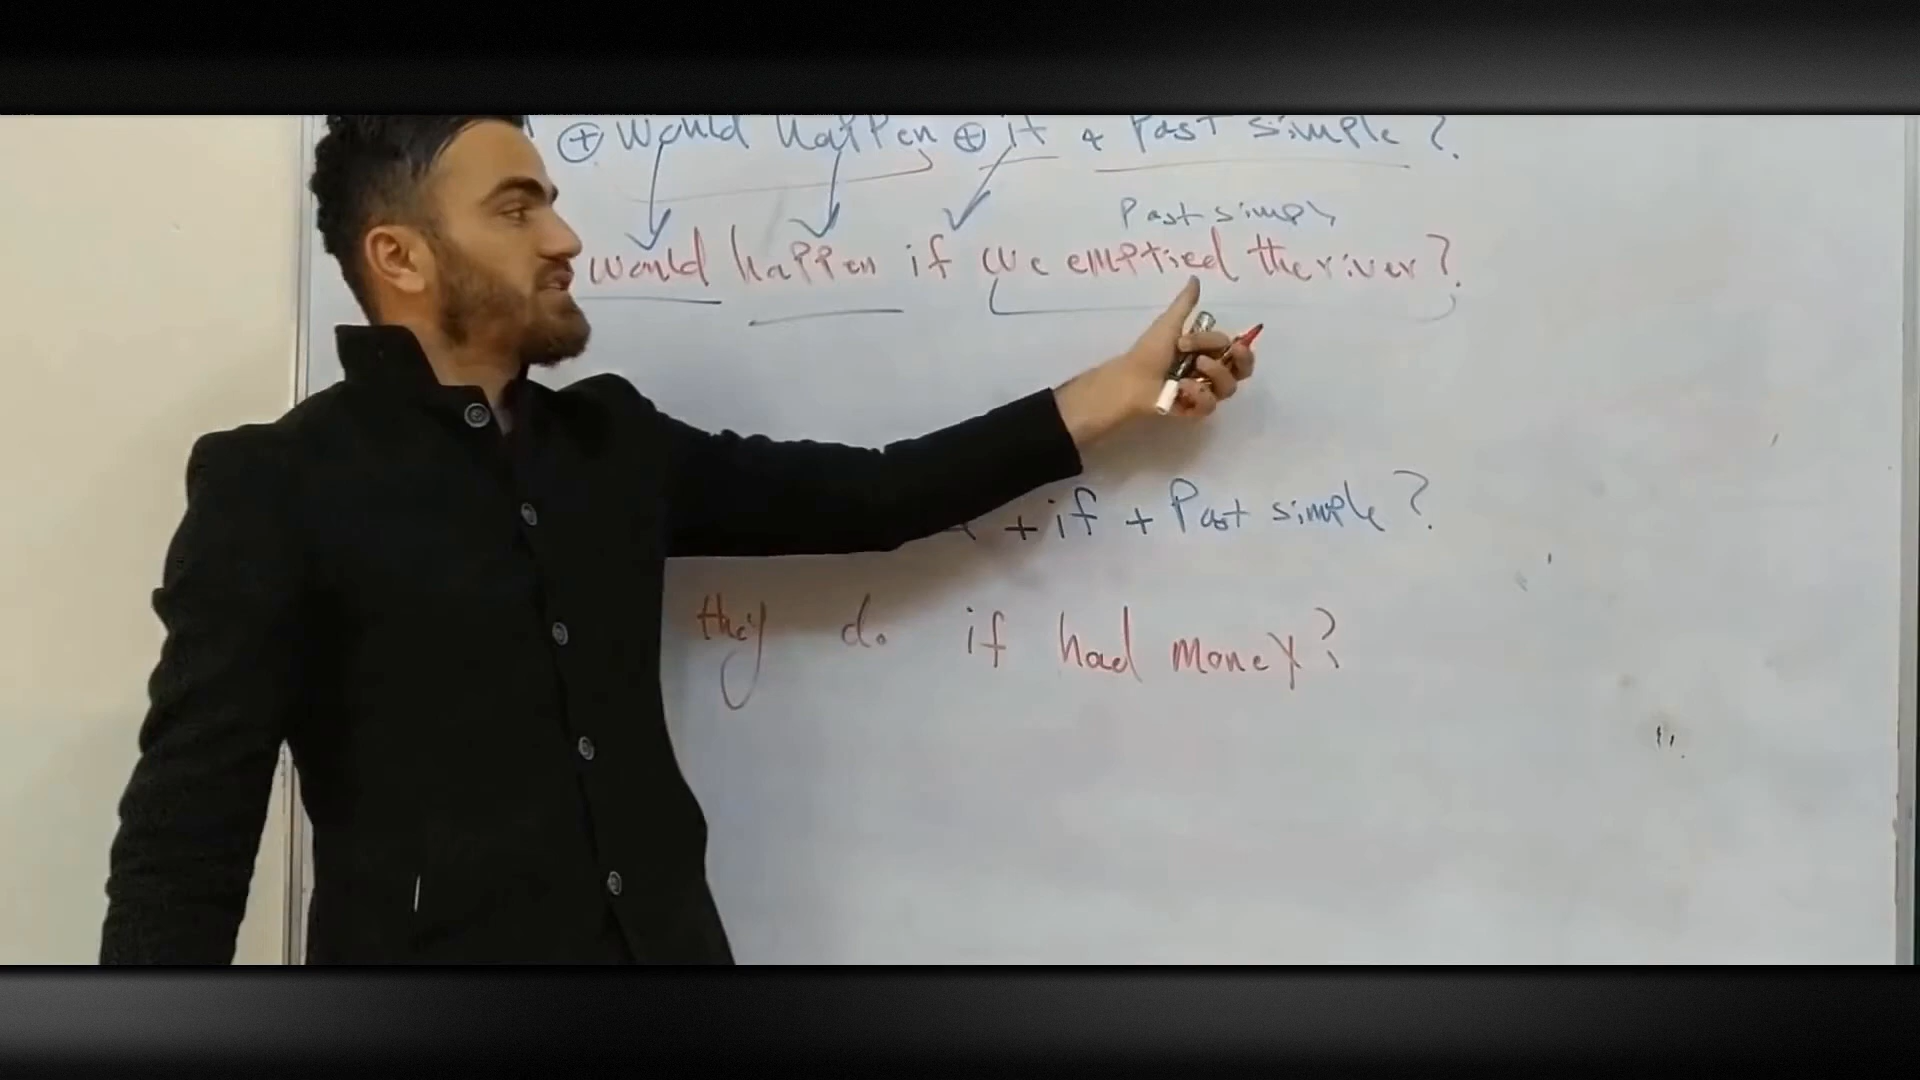 ⊕ would happen ⊕ if + Past simple ?
Past simple
would happen if we emptied the river ?
+ if + Past simple ?
they do if had money ?